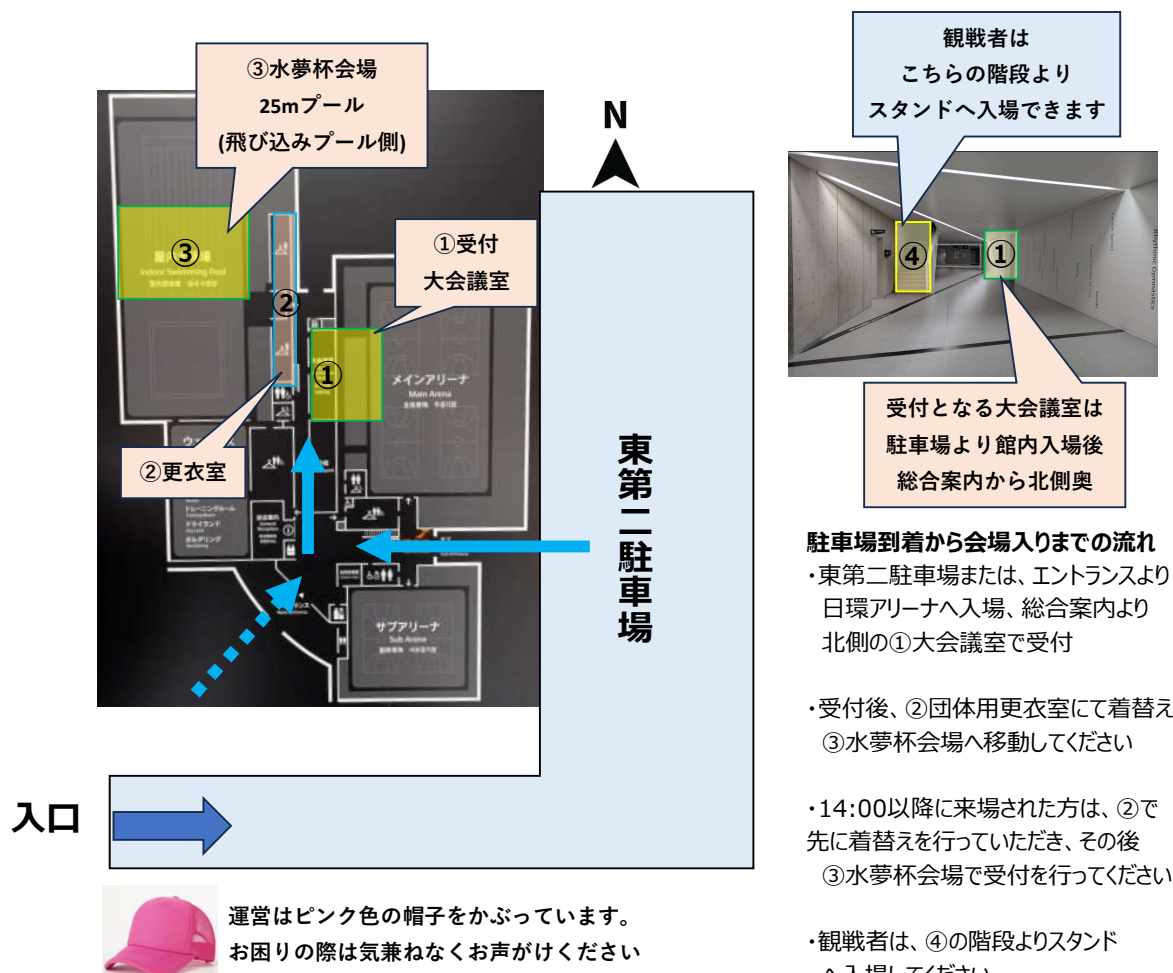 ③水夢杯会場
25mプール
(飛び込みプール側)
N
①受付
大会議室
③
Indoor Swimming Pool
②
①
メインアリーナ
Main Arena
②更衣室
トレーニングルーム
ドライランド
ボルダリング
サブアリーナ
Sub Arena
東第二駐車場
入口
運営はピンク色の帽子をかぶっています。
お困りの際は気兼ねなくお声がけください
観戦者は
こちらの階段より
スタンドへ入場できます
④
①
Rhythmic Gymnastics
受付となる大会議室は
駐車場より館内入場後
総合案内から北側奥
駐車場到着から会場入りまでの流れ
・東第二駐車場または、エントランスより
日環アリーナへ入場、総合案内より
北側の①大会議室で受付
・受付後、②団体用更衣室にて着替え
③水夢杯会場へ移動してください
・14:00以降に来場された方は、②で
先に着替えを行っていただき、その後
③水夢杯会場で受付を行ってください
・観戦者は、④の階段よりスタンド
へ入場してください